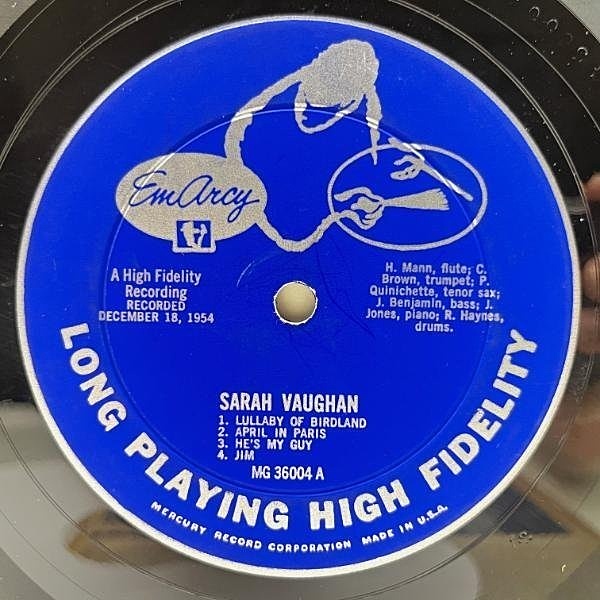 EmArcy
A High Fidelity
Recording
RECORDED
DECEMBER 18, 1954
H. Mann, flute; C.
Brown, trumpet; P.
Quinichette, tenor sax;
J. Benjamin, bass; J.
Jones, piano; R. Haynes,
drums.
SARAH VAUGHAN
1. LULLABY OF BIRDLAND
2. APRIL IN PARIS
3. HE'S MY GUY
4. JIM
MG 36004 A
LONG PLAYING HIGH FIDELITY
MERCURY RECORD CORPORATION MADE IN U.S.A.